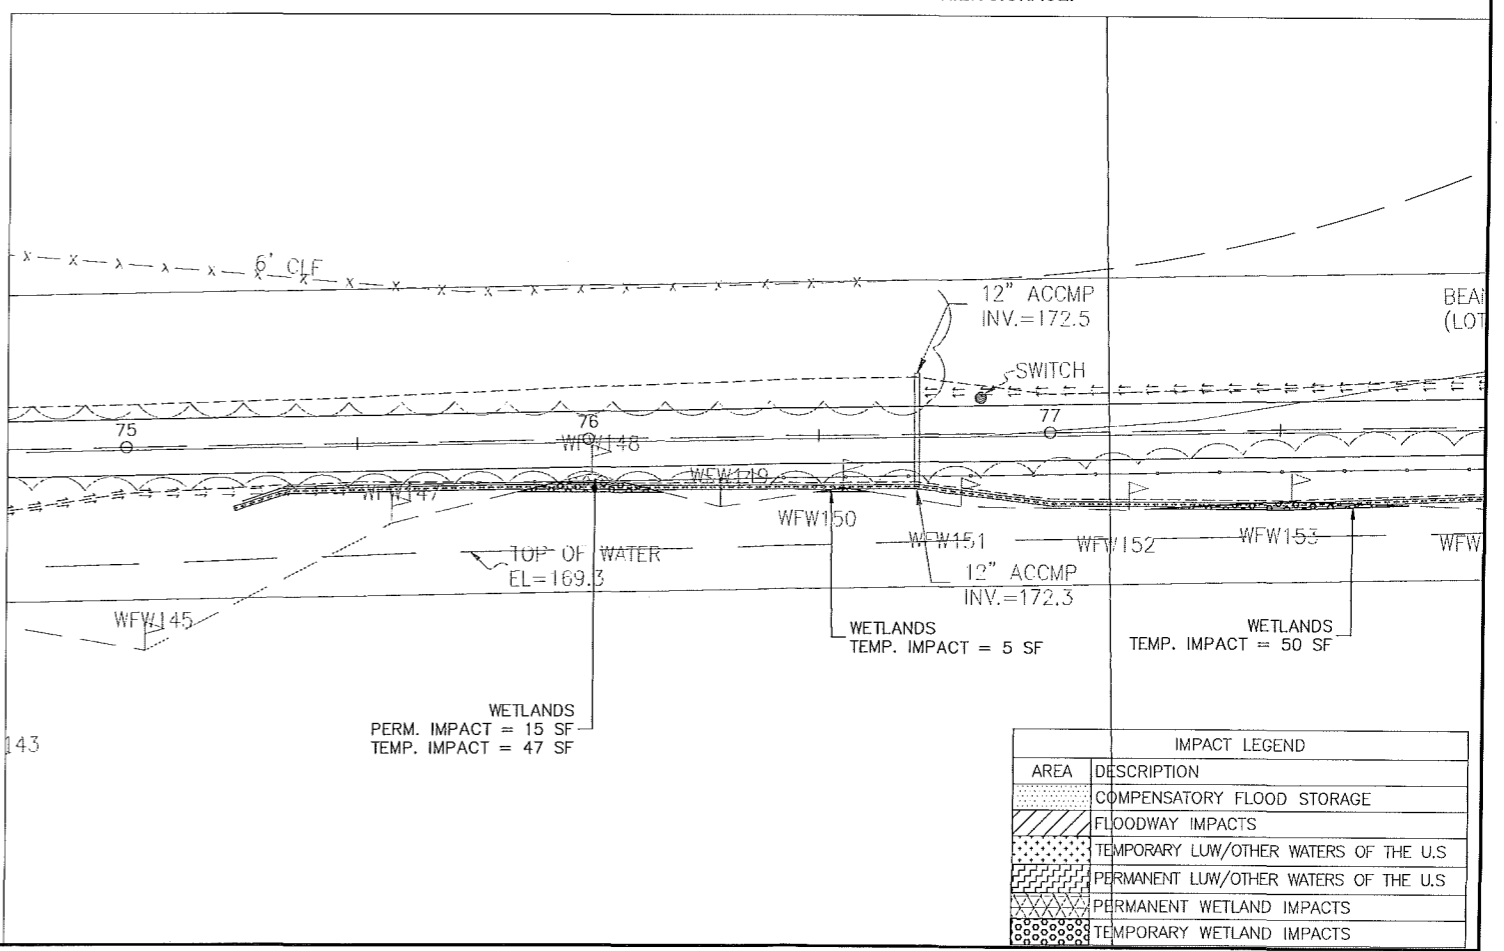 6' CLF
12" ACCMP
INV.=172.5
SWITCH
75
76
77
WFW148
WFW147
WFW149
WFW150
WFW151
WFW152
WFW153
WFW
TOP OF WATER
EL=169.3
12" ACCMP
INV.=172.3
WFW145
WETLANDS
TEMP. IMPACT = 5 SF
WETLANDS
TEMP. IMPACT = 50 SF
WETLANDS
PERM. IMPACT = 15 SF
TEMP. IMPACT = 47 SF
143
IMPACT LEGEND
AREA DESCRIPTION
COMPENSATORY FLOOD STORAGE
FLOODWAY IMPACTS
TEMPORARY LUW/OTHER WATERS OF THE U.S
PERMANENT LUW/OTHER WATERS OF THE U.S
PERMANENT WETLAND IMPACTS
TEMPORARY WETLAND IMPACTS